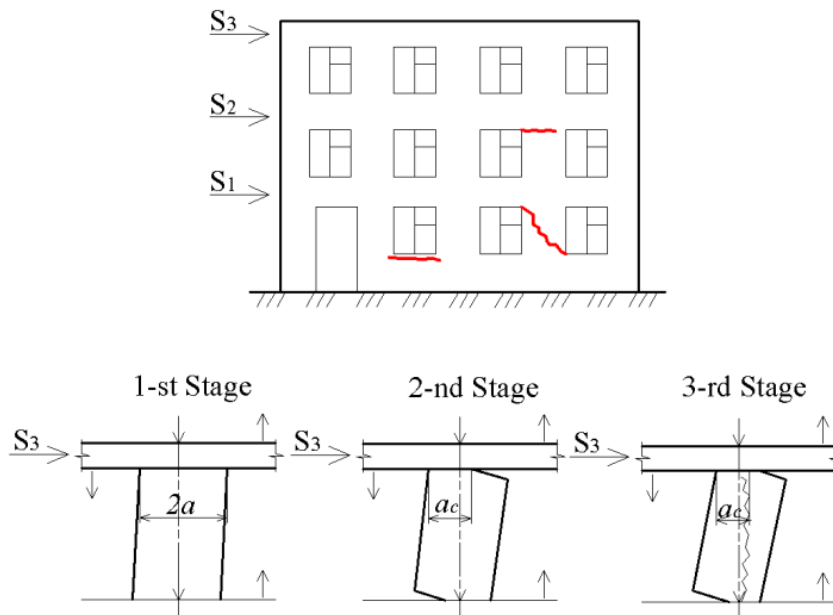 S3
S2
S1
1-st Stage 2-nd Stage 3-rd Stage
S3 S3 S3
2a ac ac